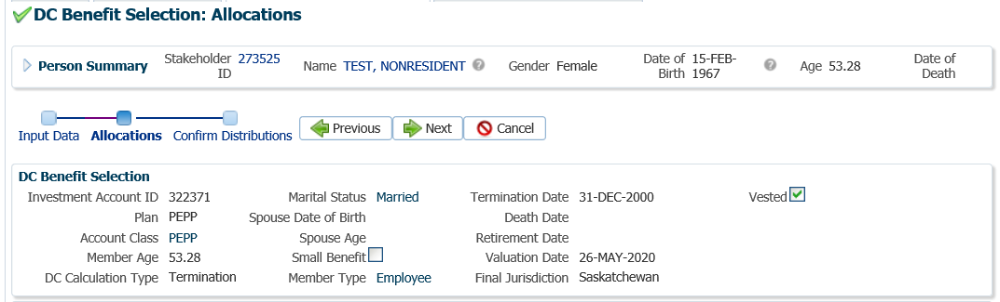 DC Benefit Selection: Allocations
Person Summary Stakeholder ID 273525 Name TEST, NONRESIDENT Gender Female Date of Birth 15-FEB-1967 Age 53.28 Date of Death
Input Data Allocations Confirm Distributions Previous Next Cancel
DC Benefit Selection
Investment Account ID 322371 Marital Status Married Termination Date 31-DEC-2000 Vested
Plan PEPP Spouse Date of Birth Death Date
Account Class PEPP Spouse Age Retirement Date
Member Age 53.28 Small Benefit Valuation Date 26-MAY-2020
DC Calculation Type Termination Member Type Employee Final Jurisdiction Saskatchewan